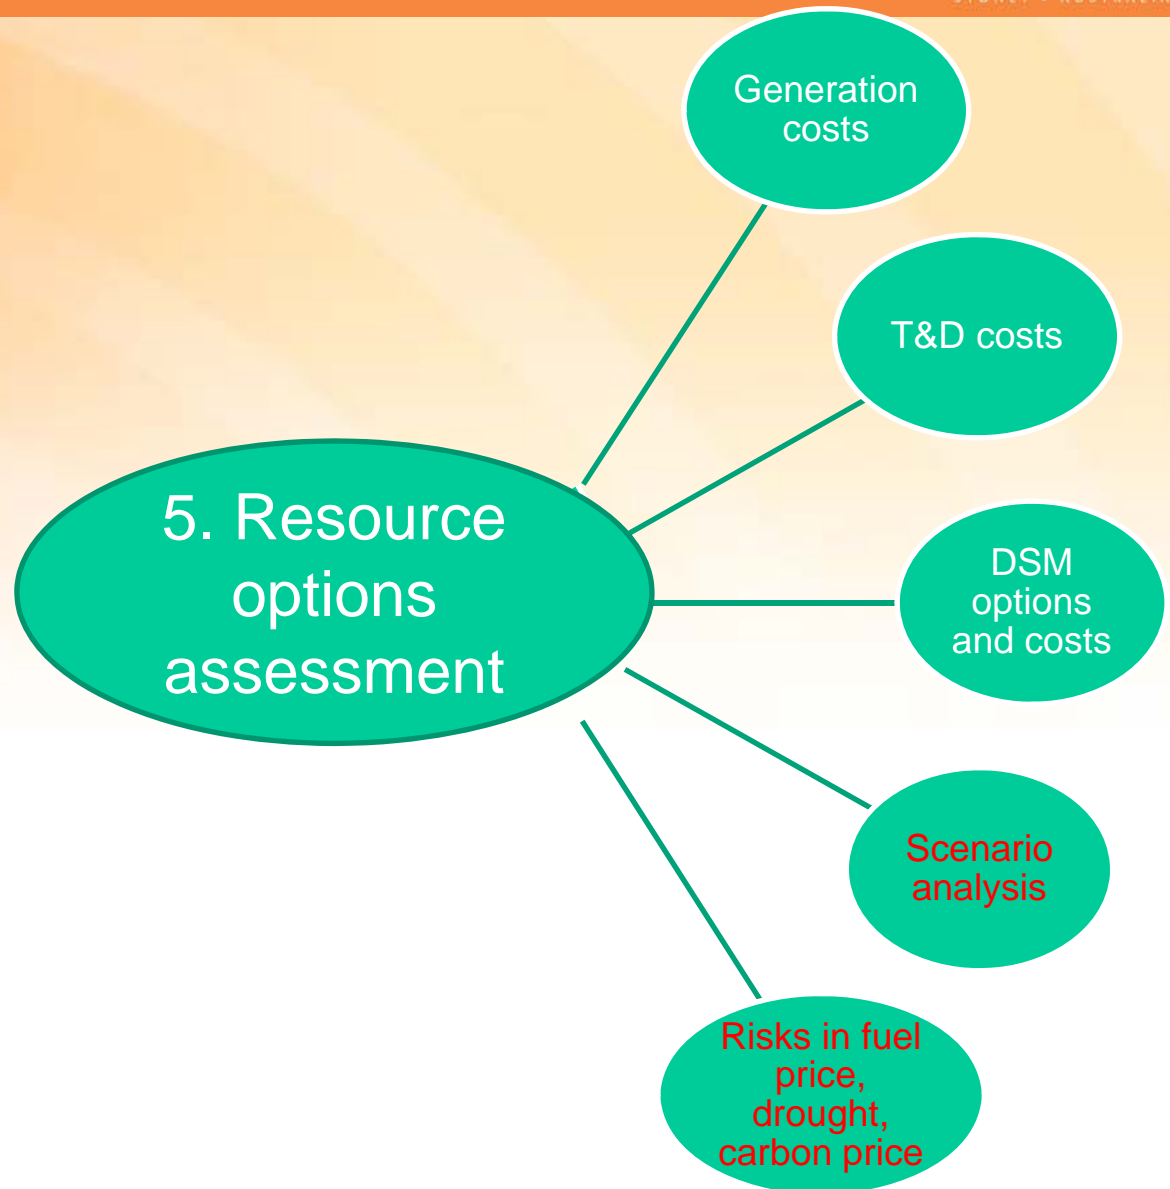 Generation
costs
T&D costs
5. Resource
options
assessment
DSM
options
and costs
Scenario
analysis
Risks in fuel
price,
drought,
carbon price